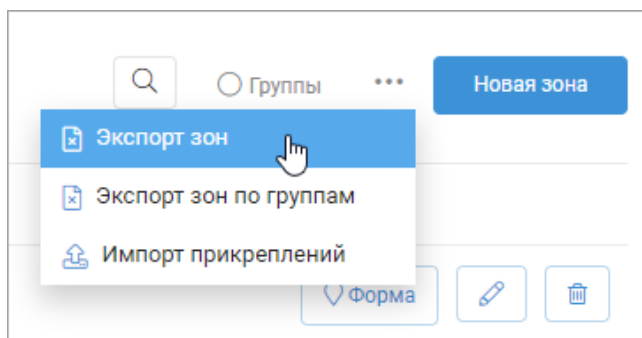 Группы
Новая зона
Экспорт зон
Экспорт зон по группам
Импорт прикреплений
Форма